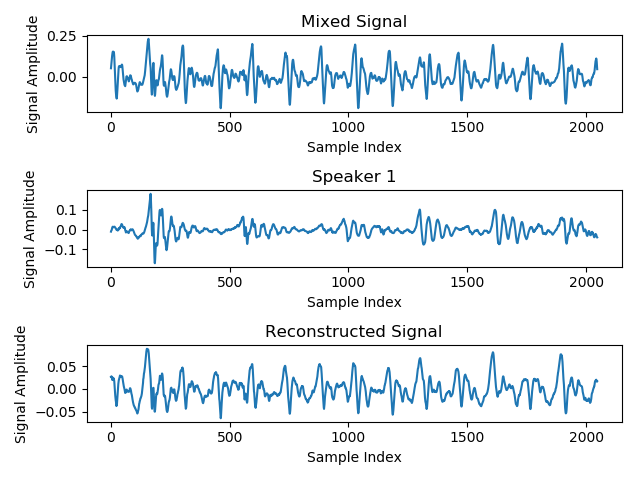 Mixed Signal
Signal Amplitude
0.25
0.00
0 500 1000 1500 2000
Sample Index
Speaker 1
Signal Amplitude
0.1
0.0
−0.1
0 500 1000 1500 2000
Sample Index
Reconstructed Signal
Signal Amplitude
0.05
0.00
−0.05
0 500 1000 1500 2000
Sample Index